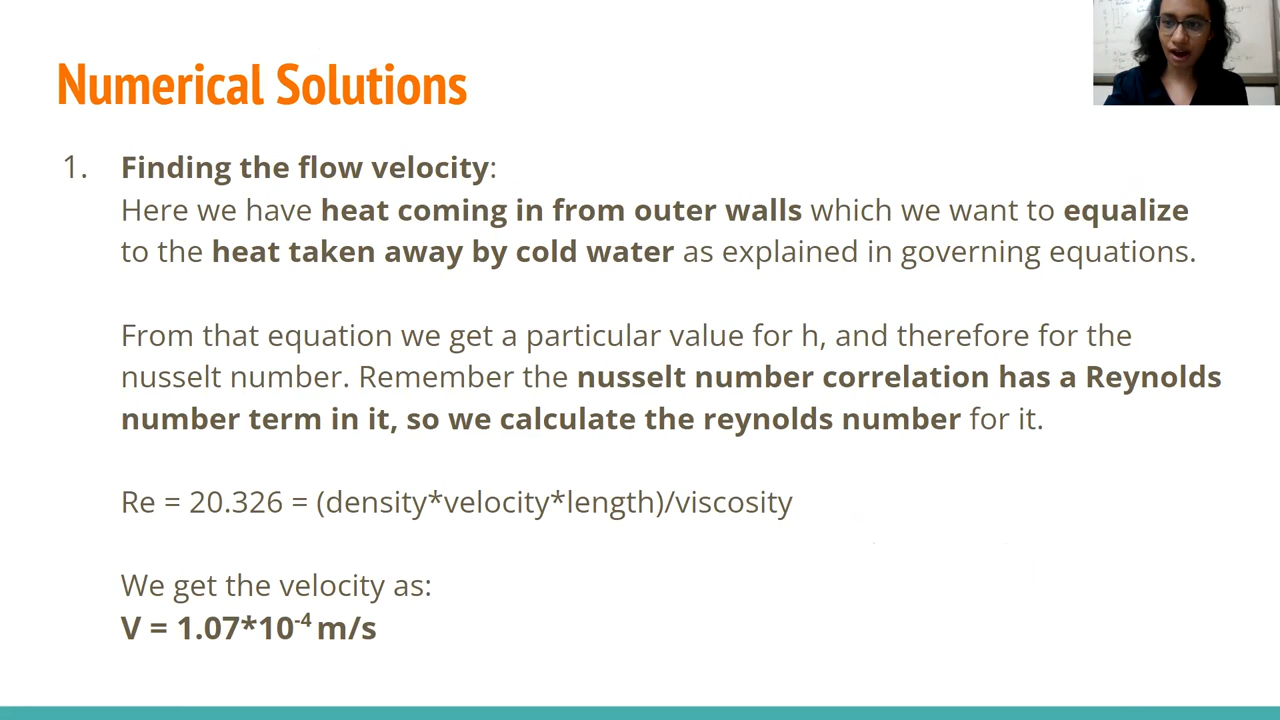 Numerical Solutions
1. Finding the flow velocity:
Here we have heat coming in from outer walls which we want to equalize
to the heat taken away by cold water as explained in governing equations.
From that equation we get a particular value for h, and therefore for the
nusselt number. Remember the nusselt number correlation has a Reynolds
number term in it, so we calculate the reynolds number for it.
Re = 20.326 = (density*velocity*length)/viscosity
We get the velocity as:
V = 1.07*10⁻⁴ m/s